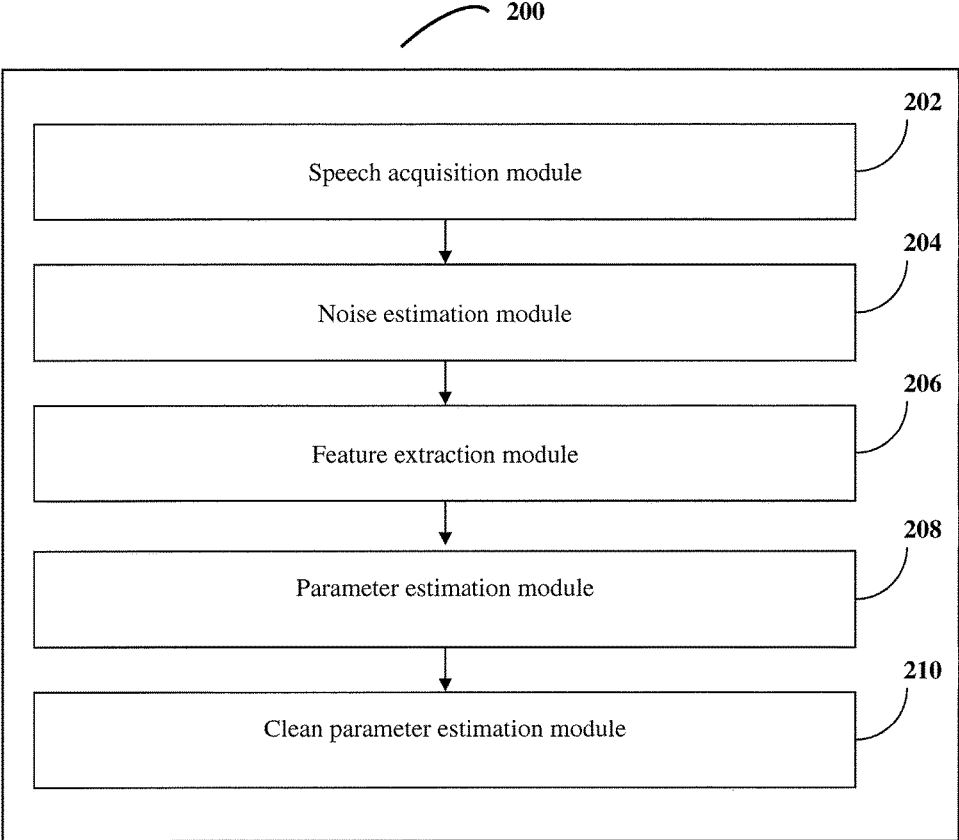 200
202
Speech acquisition module
204
Noise estimation module
206
Feature extraction module
208
Parameter estimation module
210
Clean parameter estimation module